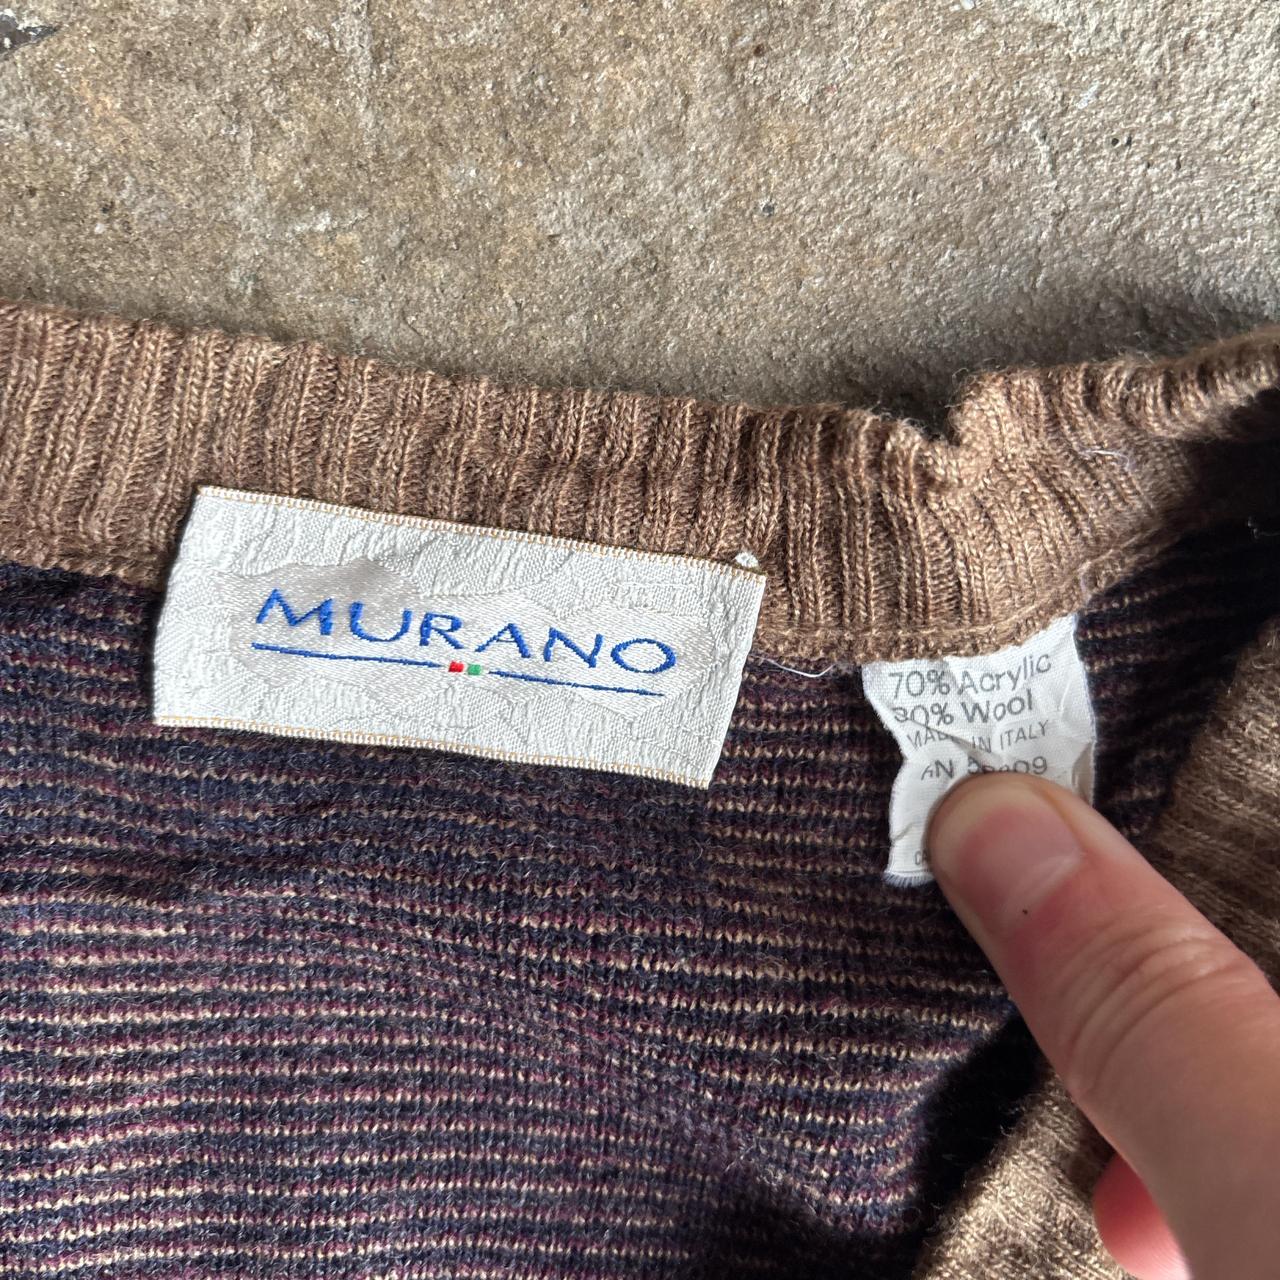 MURANO
70% Acrylic
30% Wool
MADE IN ITALY